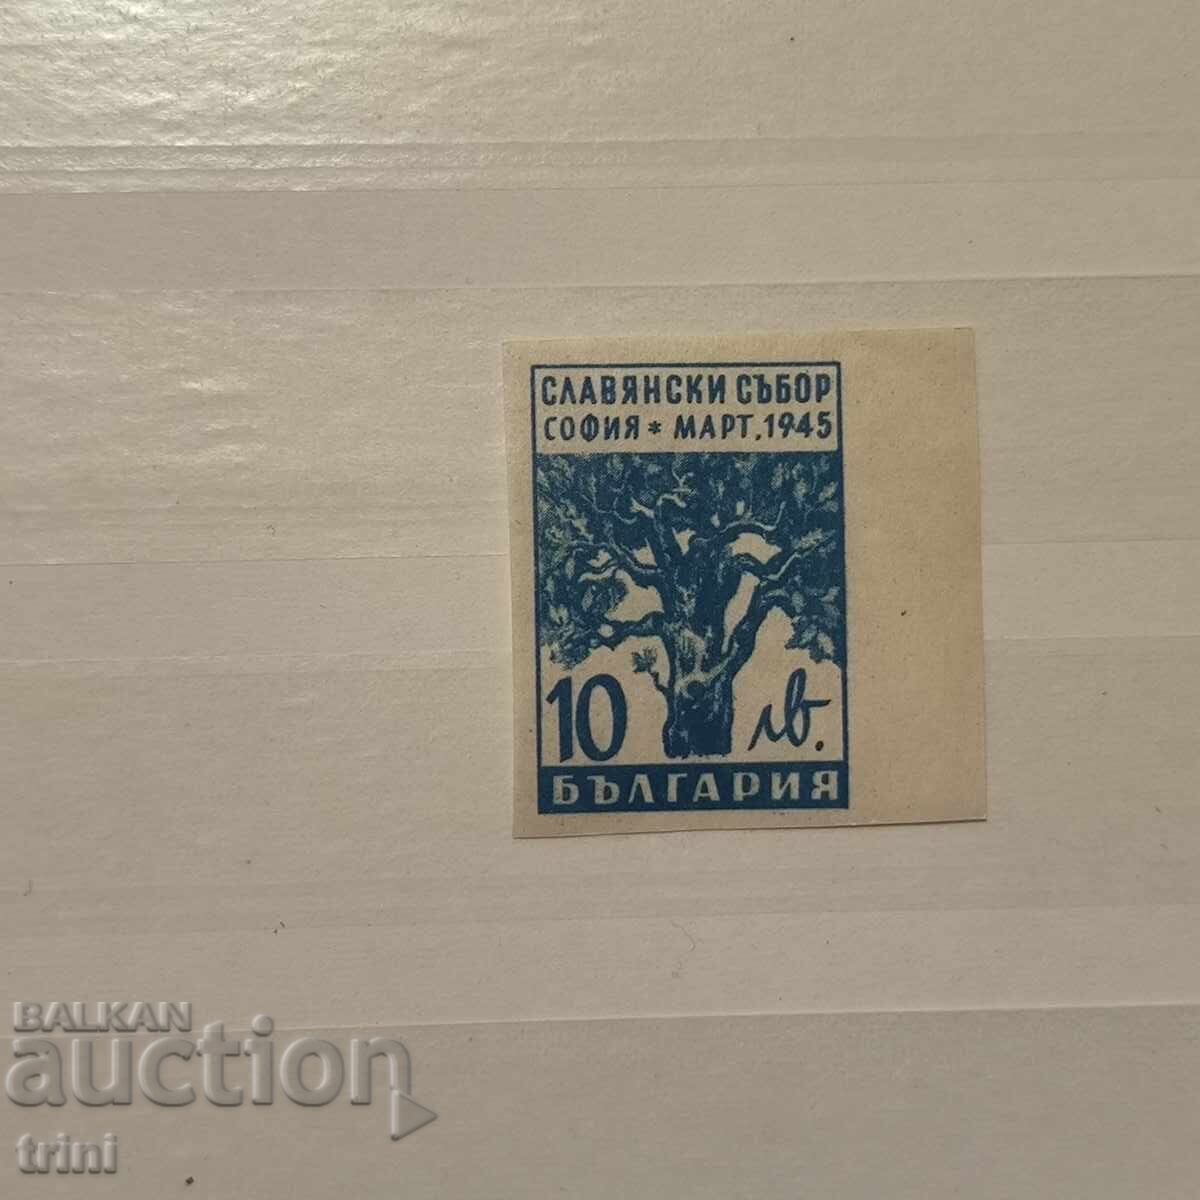 СЛАВЯНСКИ СЪБОР
СОФИЯ * МАРТ, 1945
10 лв.
БЪЛГАРИЯ
BALKAN
auction
trini